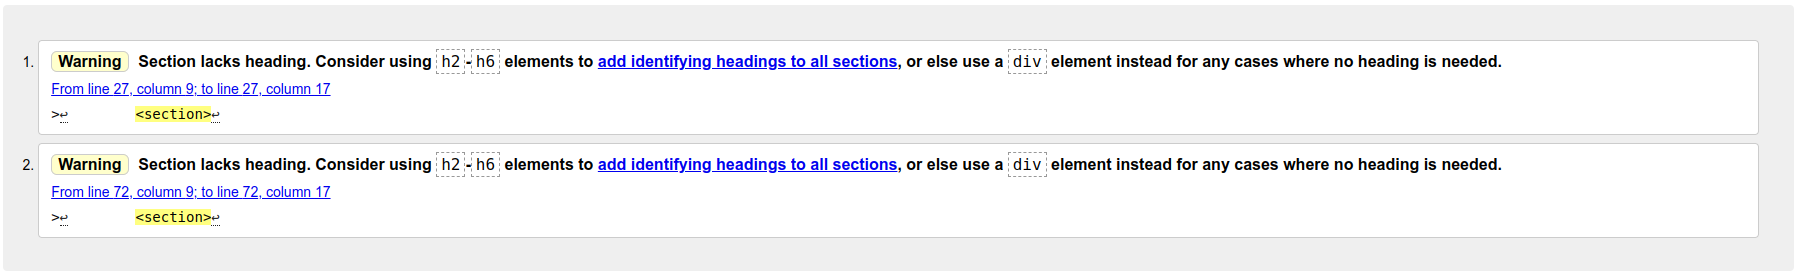 1. Warning Section lacks heading. Consider using h2-h6 elements to add identifying headings to all sections, or else use a div element instead for any cases where no heading is needed.
From line 27, column 9; to line 27, column 17
>↩ <section>↩
2. Warning Section lacks heading. Consider using h2-h6 elements to add identifying headings to all sections, or else use a div element instead for any cases where no heading is needed.
From line 72, column 9; to line 72, column 17
>↩ <section>↩